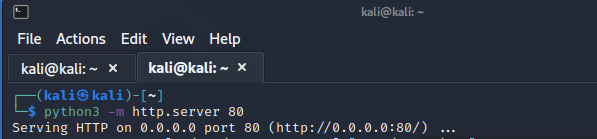 kali@kali: ~
File Actions Edit View Help
kali@kali: ~ × kali@kali: ~ ×
┌──(kali㉿kali)-[~]
└─$ python3 -m http.server 80
Serving HTTP on 0.0.0.0 port 80 (http://0.0.0.0:80/) ...